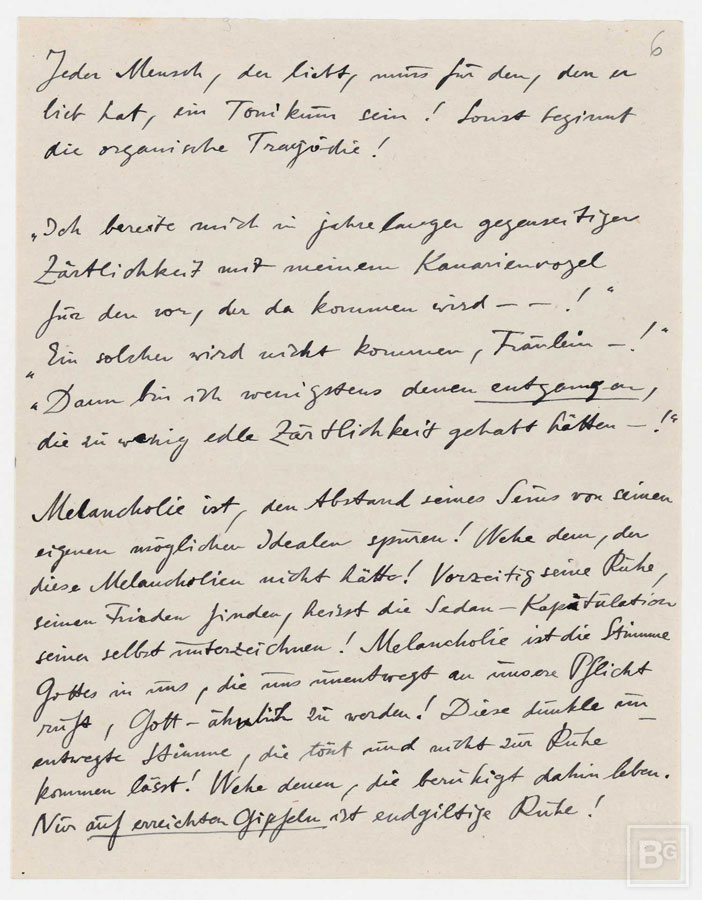 6
Jeder Mensch, der liebt, muss für den, den er
lieb hat, ein Tonikum sein! Sonst beginnt
die organische Tragödie!
„Ich bereite mich in jahrelanger gegenseitiger
Zärtlichkeit mit meinem Kanarienvogel
für den vor, der da kommen wird — — !“
„Ein solcher wird nicht kommen, Fräulein — !“
„Dann bin ich wenigstens denen entgangen,
die zu wenig edle Zärtlichkeit gehabt hätten — !“
Melancholie ist, den Abstand seines Seins von seinen
eigenen möglichen Idealen spüren! Wehe dem, der
diese Melancholien nicht hätte! Vorzeitig seine Ruhe,
seinen Frieden finden, heisst die Sedan-Kapitulation
seiner selbst unterzeichnen! Melancholie ist die Stimme
Gottes in uns, die uns unentwegt an unsere Pflicht
ruft, Gott-ähnlich zu werden! Diese dunkle un-
entwegte Stimme, die tönt und nicht zur Ruhe
kommen lässt! Wehe denen, die beruhigt dahin leben.
Nur auf erreichten Gipfeln ist endgiltige Ruhe!
BG